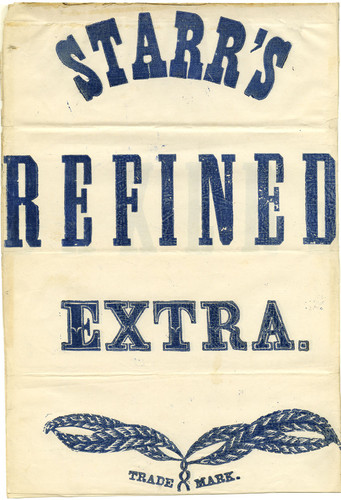 STARR'S
REFINED
EXTRA.
TRADE MARK.